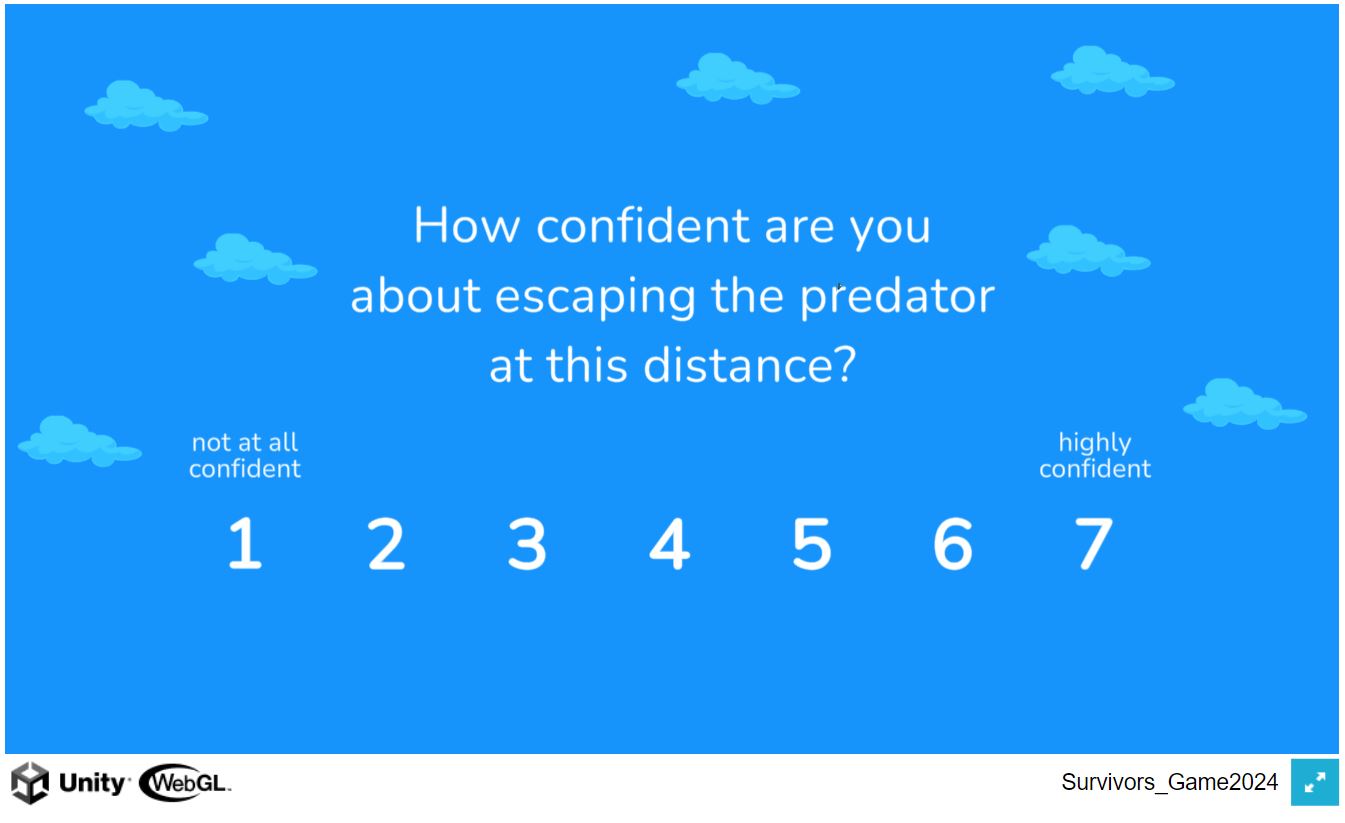 How confident are you
about escaping the predator
at this distance?
not at all
confident
highly
confident
1 2 3 4 5 6 7
Unity WebGL
Survivors_Game2024